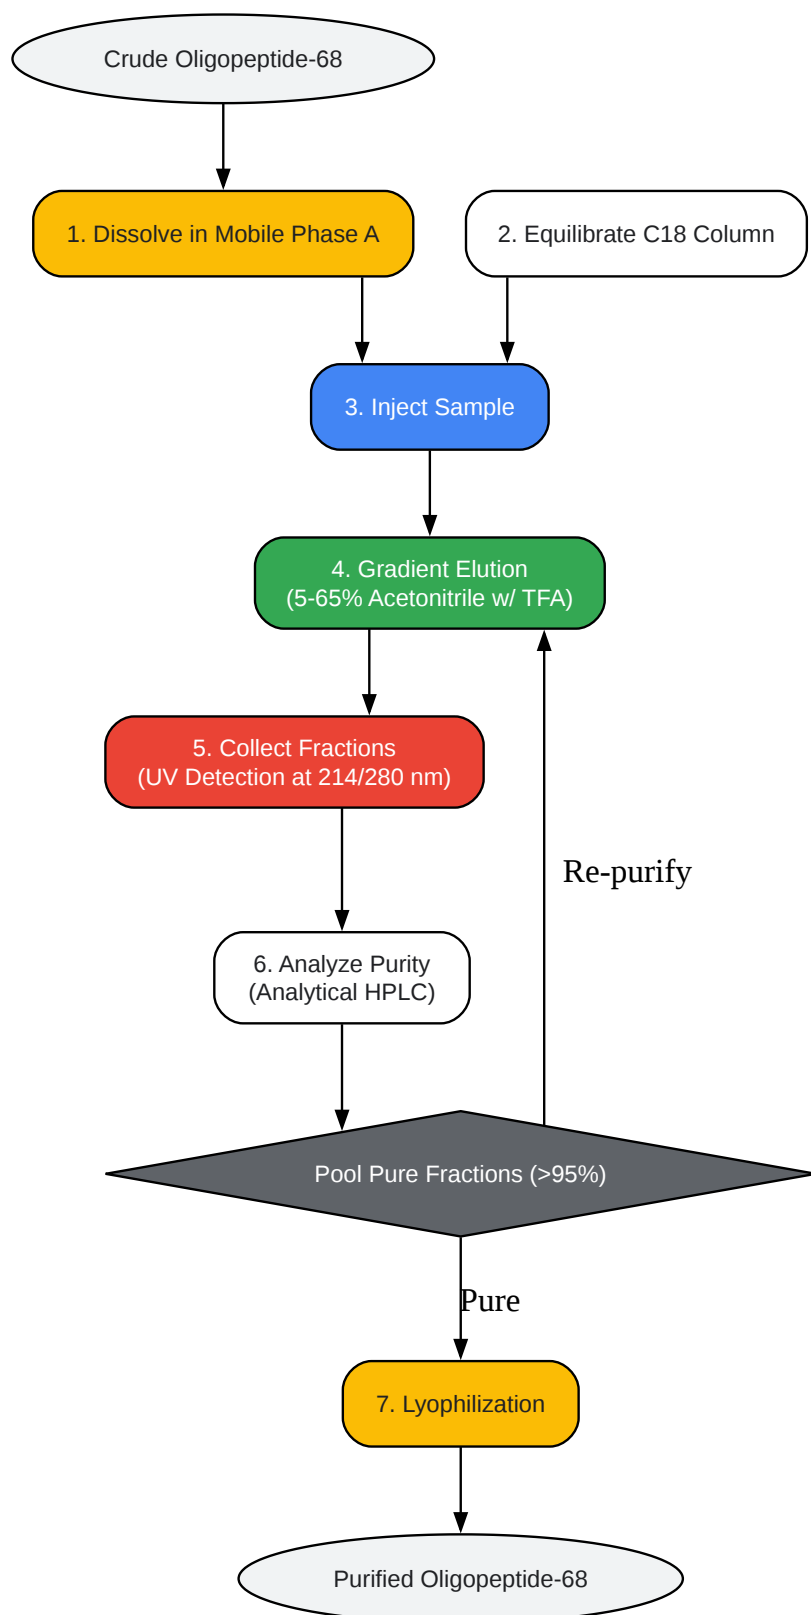 Crude Oligopeptide-68
1. Dissolve in Mobile Phase A
2. Equilibrate C18 Column
3. Inject Sample
4. Gradient Elution
(5-65% Acetonitrile w/ TFA)
5. Collect Fractions
(UV Detection at 214/280 nm)
Re-purify
6. Analyze Purity
(Analytical HPLC)
Pool Pure Fractions (>95%)
Pure
7. Lyophilization
Purified Oligopeptide-68